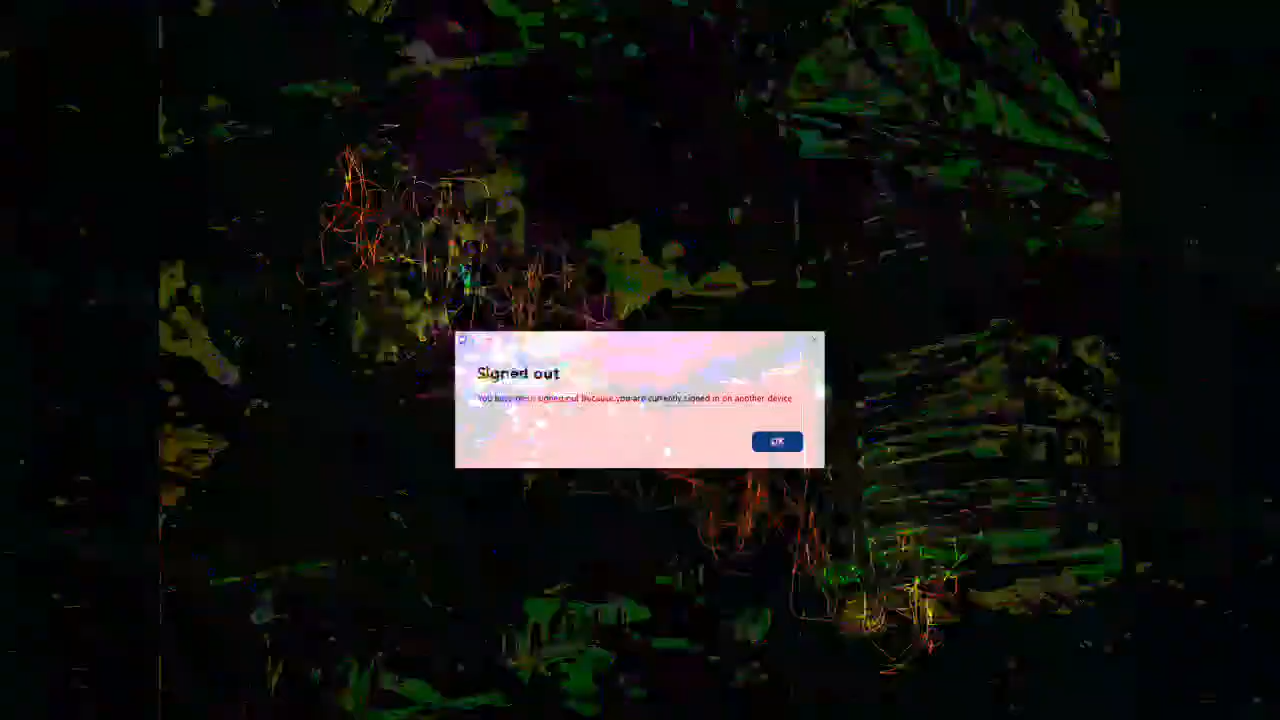 Signed out
You have been signed out because you are currently signed in on another device
OK